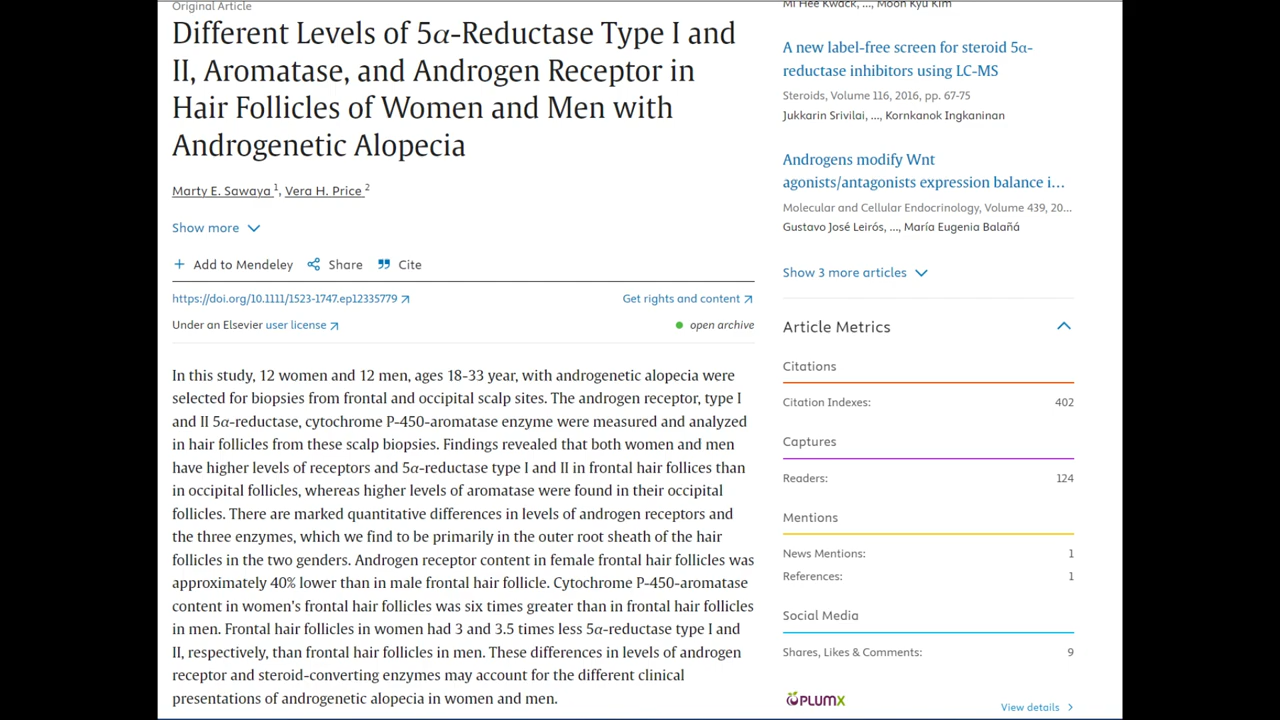 Original Article
Different Levels of 5α-Reductase Type I and
II, Aromatase, and Androgen Receptor in
Hair Follicles of Women and Men with
Androgenetic Alopecia
Marty E. Sawaya 1, Vera H. Price 2
Show more
Add to Mendeley Share Cite
https://doi.org/10.1111/1523-1747.ep12335779
Get rights and content
Under an Elsevier user license
open archive
In this study, 12 women and 12 men, ages 18-33 year, with androgenetic alopecia were
selected for biopsies from frontal and occipital scalp sites. The androgen receptor, type I
and II 5α-reductase, cytochrome P-450-aromatase enzyme were measured and analyzed
in hair follicles from these scalp biopsies. Findings revealed that both women and men
have higher levels of receptors and 5α-reductase type I and II in frontal hair follices than
in occipital follicles, whereas higher levels of aromatase were found in their occipital
follicles. There are marked quantitative differences in levels of androgen receptors and
the three enzymes, which we find to be primarily in the outer root sheath of the hair
follicles in the two genders. Androgen receptor content in female frontal hair follicles was
approximately 40% lower than in male frontal hair follicle. Cytochrome P-450-aromatase
content in women's frontal hair follicles was six times greater than in frontal hair follicles
in men. Frontal hair follicles in women had 3 and 3.5 times less 5α-reductase type I and
II, respectively, than frontal hair follicles in men. These differences in levels of androgen
receptor and steroid-converting enzymes may account for the different clinical
presentations of androgenetic alopecia in women and men.
Mi Hee Kwack, ..., Moon Kyu Kim
A new label-free screen for steroid 5α-
reductase inhibitors using LC-MS
Steroids, Volume 116, 2016, pp. 67-75
Jukkarin Srivilai, ..., Kornkanok Ingkaninan
Androgens modify Wnt
agonists/antagonists expression balance i...
Molecular and Cellular Endocrinology, Volume 439, 20...
Gustavo José Leirós, ..., María Eugenia Balañá
Show 3 more articles
Article Metrics
Citations
Citation Indexes: 402
Captures
Readers: 124
Mentions
News Mentions: 1
References: 1
Social Media
Shares, Likes & Comments: 9
PLUMX
View details